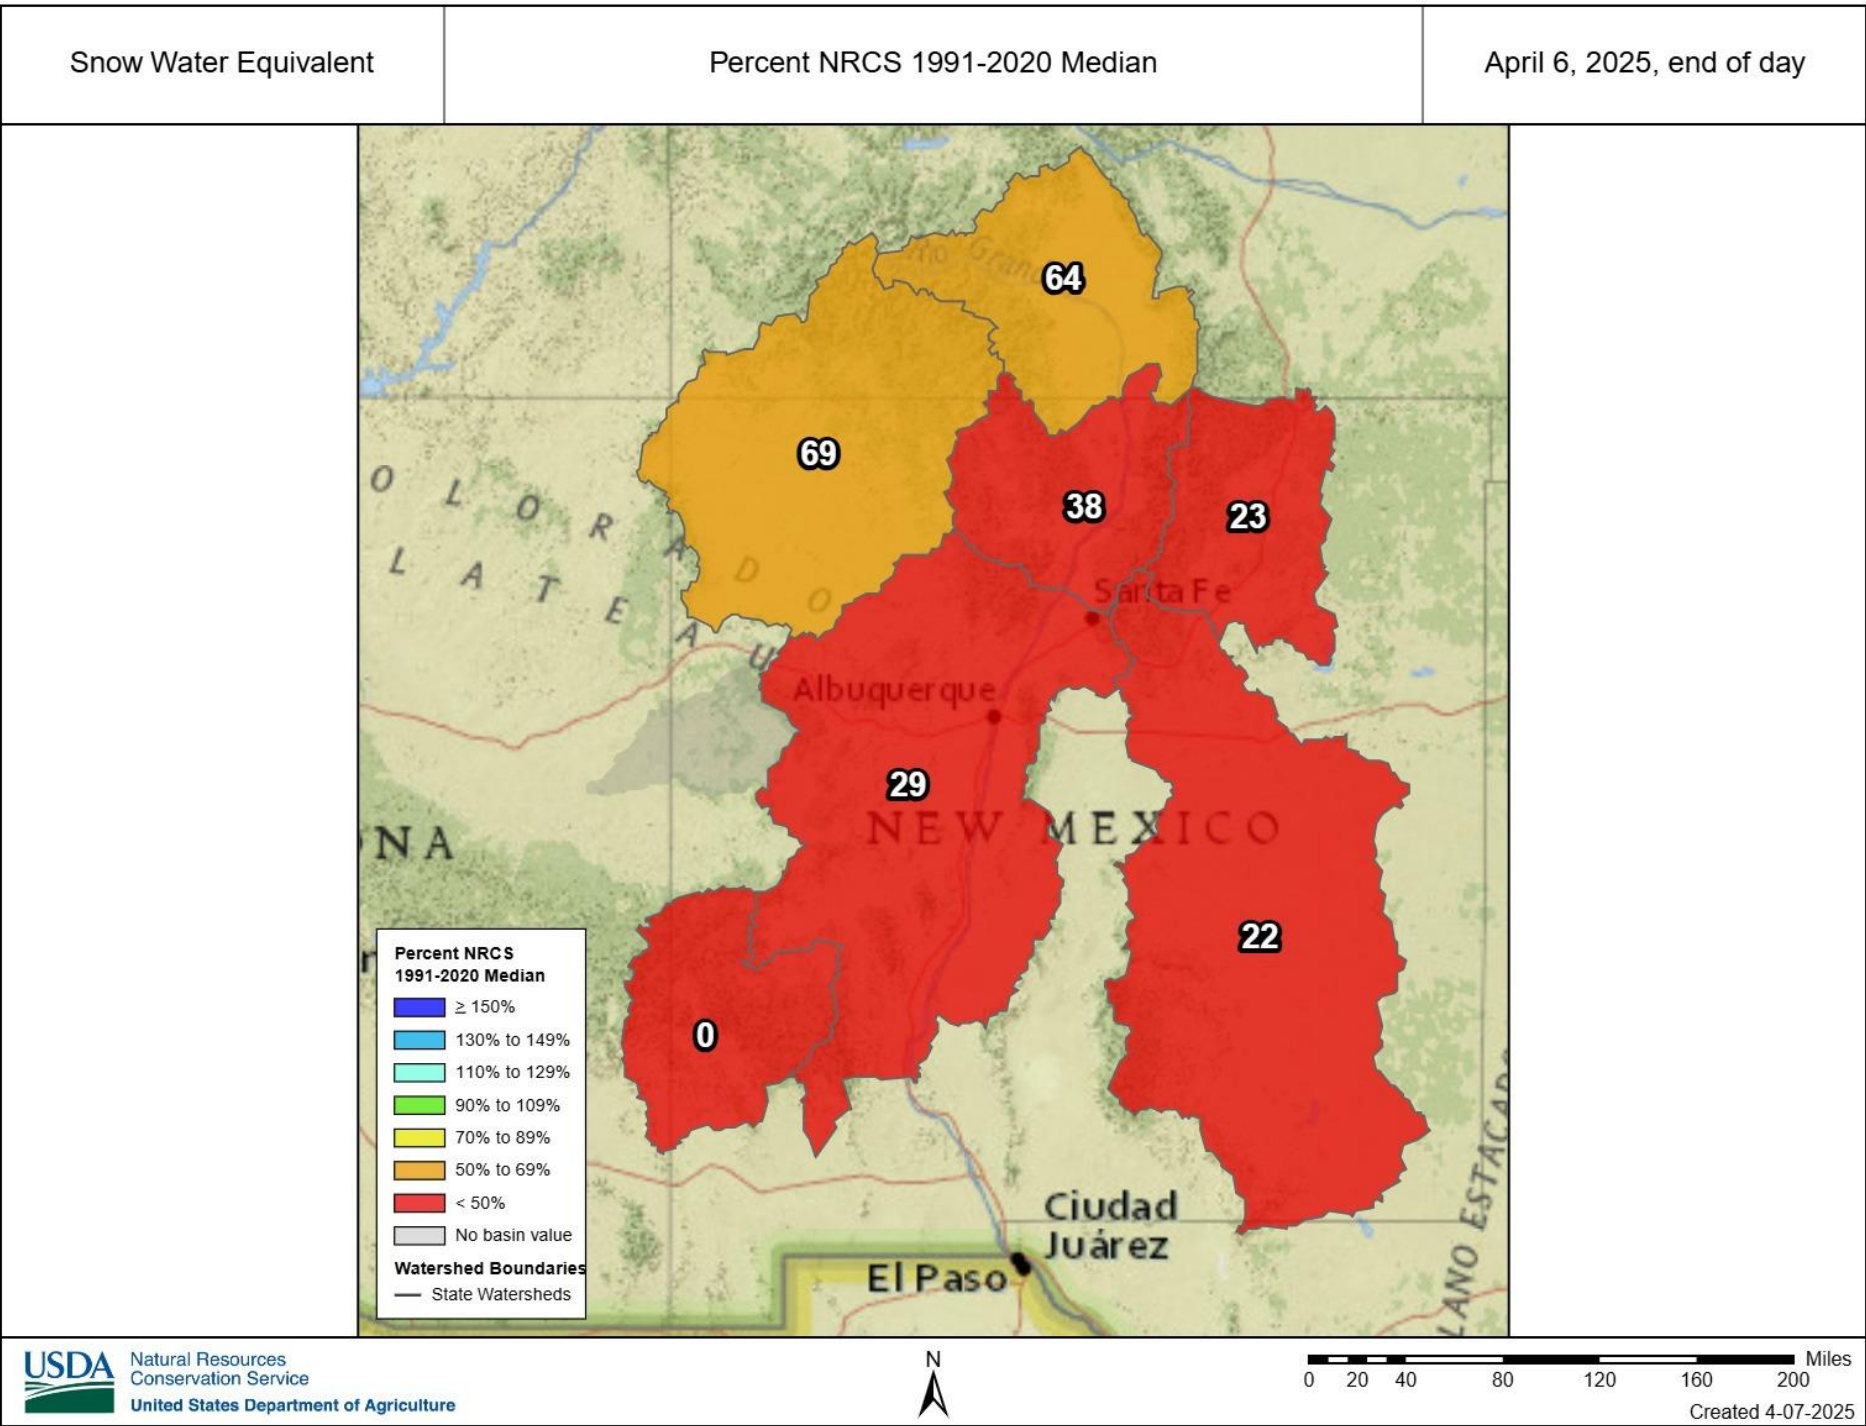 Snow Water Equivalent
Percent NRCS 1991-2020 Median
April 6, 2025, end of day
Rio Grand
64
69
38
23
COLORADO
PLATEAU
Santa Fe
Albuquerque
29
NEW MEXICO
NA
22
0
Ciudad
Juárez
El Paso
LANO ESTACAD
Percent NRCS
1991-2020 Median
≥ 150%
130% to 149%
110% to 129%
90% to 109%
70% to 89%
50% to 69%
< 50%
No basin value
Watershed Boundaries
State Watersheds
USDA
Natural Resources
Conservation Service
United States Department of Agriculture
N
Miles
0 20 40 80 120 160 200
Created 4-07-2025